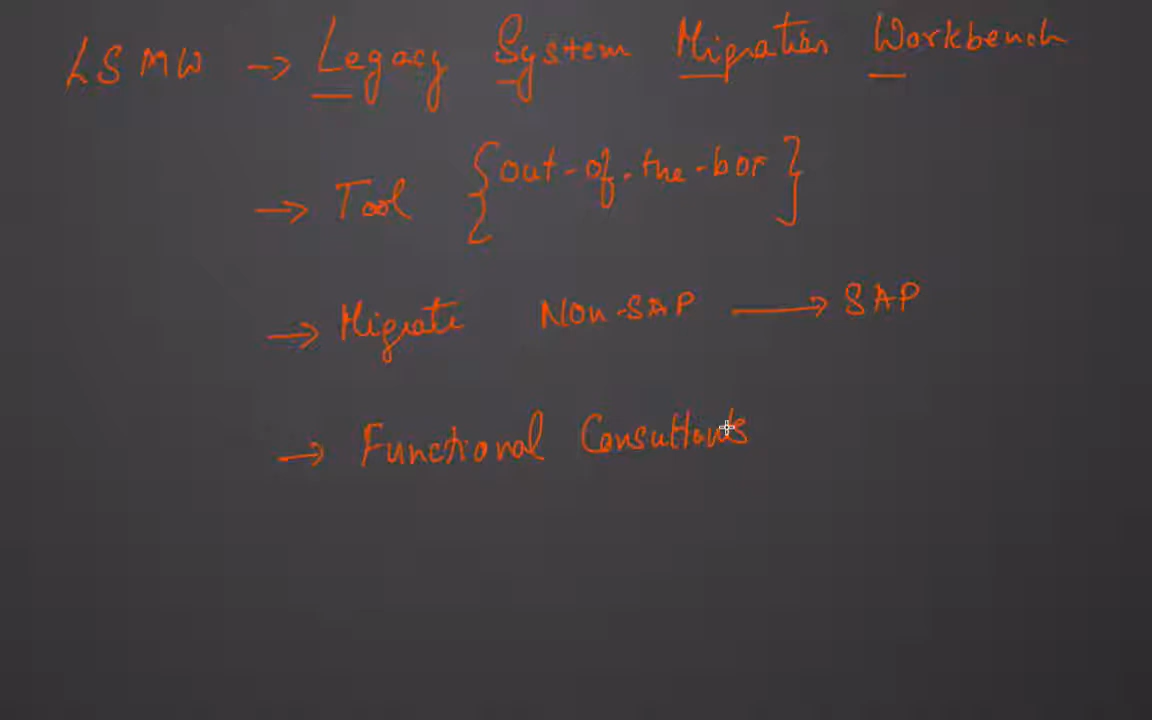 LSMW → Legacy System Migration Workbench
→ Tool {out-of-the-box}
→ Migrate Non-SAP → SAP
→ Functional Consultants